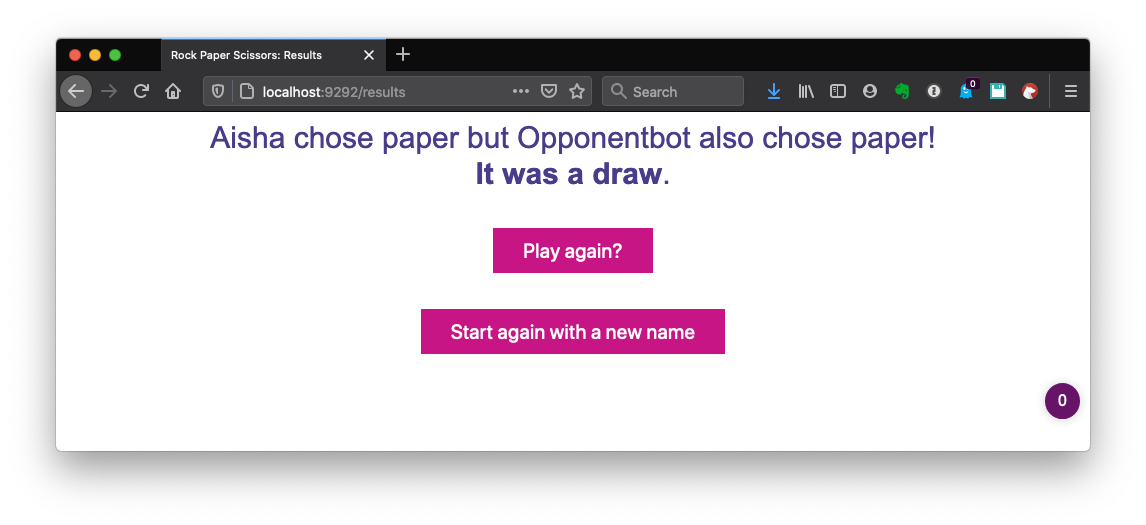 Rock Paper Scissors: Results
localhost:9292/results
Search
0
Aisha chose paper but Opponentbot also chose paper!
It was a draw.
Play again?
Start again with a new name
0